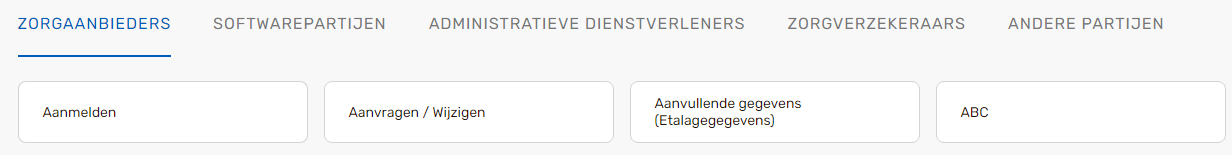 ZORGAANBIEDERS SOFTWAREPARTIJEN ADMINISTRATIEVE DIENSTVERLENERS ZORGVERZEKERAARS ANDERE PARTIJEN
Aanmelden
Aanvragen / Wijzigen
Aanvullende gegevens
(Etalagegegevens)
ABC